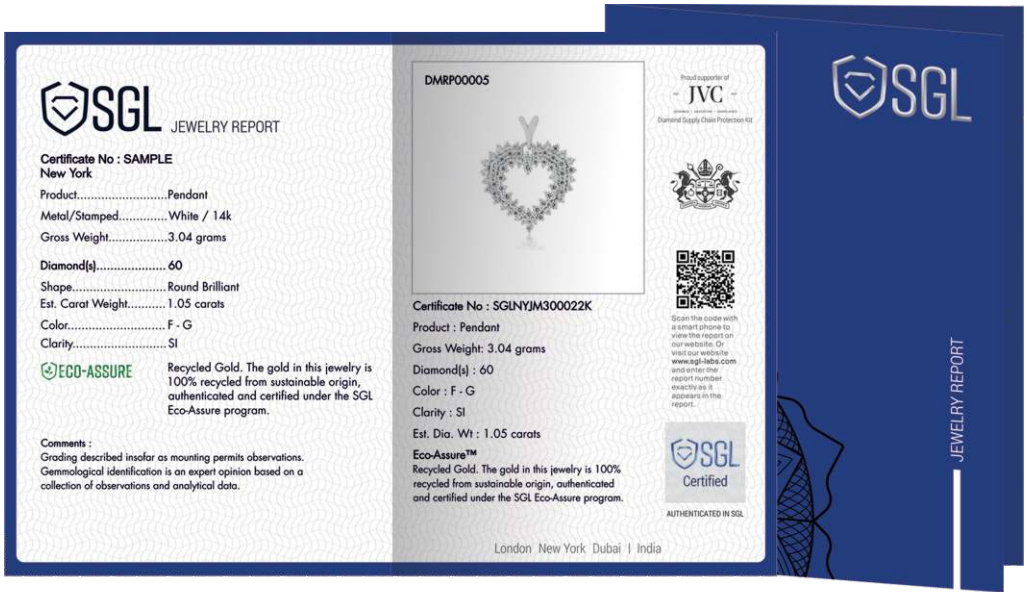 SGL JEWELRY REPORT
Certificate No : SAMPLE
New York
Product.........................Pendant
Metal/Stamped.............White / 14k
Gross Weight.................3.04 grams
Diamond(s).................... 60
Shape...........................Round Brilliant
Est. Carat Weight...........1.05 carats
Color............................F - G
Clarity...........................SI
ECO-ASSURE
Recycled Gold. The gold in this jewelry is
100% recycled from sustainable origin,
authenticated and certified under the SGL
Eco-Assure program.
Comments :
Grading described insofar as mounting permits observations.
Gemmological identification is an expert opinion based on a
collection of observations and analytical data.
DMRP00005
Certificate No : SGLNYJM300022K
Product : Pendant
Gross Weight: 3.04 grams
Diamond(s) : 60
Color : F - G
Clarity : SI
Est. Dia. Wt : 1.05 carats
Eco-Assure™
Recycled Gold. The gold in this jewelry is 100%
recycled from sustainable origin, authenticated
and certified under the SGL Eco-Assure program.
London New York Dubai | India
Proud supporter of
JVC
Diamond Supply Chain Protection Kit
Scan the code with
a smart phone to
view the report on
our website. Or
visit our website
www.sgl-labs.com
and enter the
report number
exactly as it
appears in the
report.
SGL
Certified
AUTHENTICATED IN SGL
SGL
JEWELRY REPORT